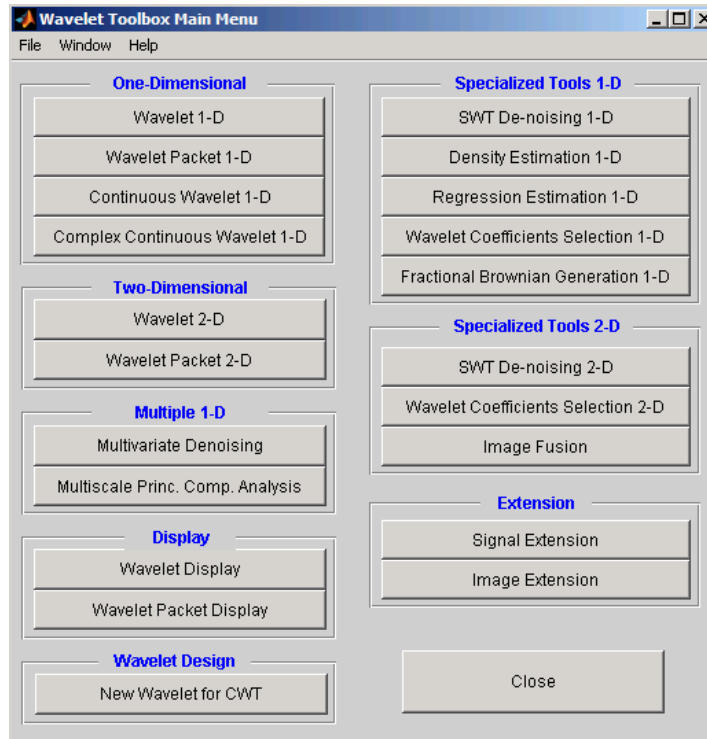 Wavelet Toolbox Main Menu
File Window Help
One-Dimensional
Wavelet 1-D
Wavelet Packet 1-D
Continuous Wavelet 1-D
Complex Continuous Wavelet 1-D
Two-Dimensional
Wavelet 2-D
Wavelet Packet 2-D
Multiple 1-D
Multivariate Denoising
Multiscale Princ. Comp. Analysis
Display
Wavelet Display
Wavelet Packet Display
Wavelet Design
New Wavelet for CWT
Specialized Tools 1-D
SWT De-noising 1-D
Density Estimation 1-D
Regression Estimation 1-D
Wavelet Coefficients Selection 1-D
Fractional Brownian Generation 1-D
Specialized Tools 2-D
SWT De-noising 2-D
Wavelet Coefficients Selection 2-D
Image Fusion
Extension
Signal Extension
Image Extension
Close